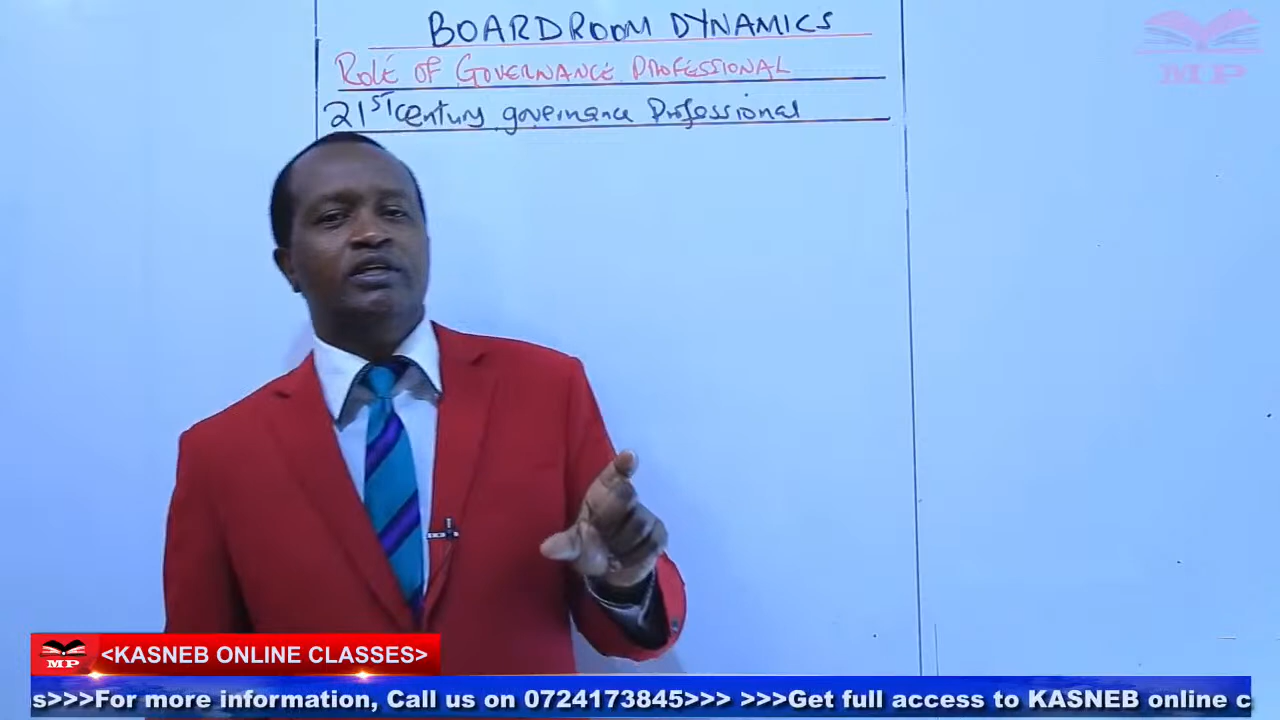 BOARDROOM DYNAMICS
ROLE OF GOVERNANCE PROFESSIONAL
21ST century governance Professional
MP
MP
<KASNEB ONLINE CLASSES>
s>>>For more information, Call us on 0724173845>>> >>>Get full access to KASNEB online c